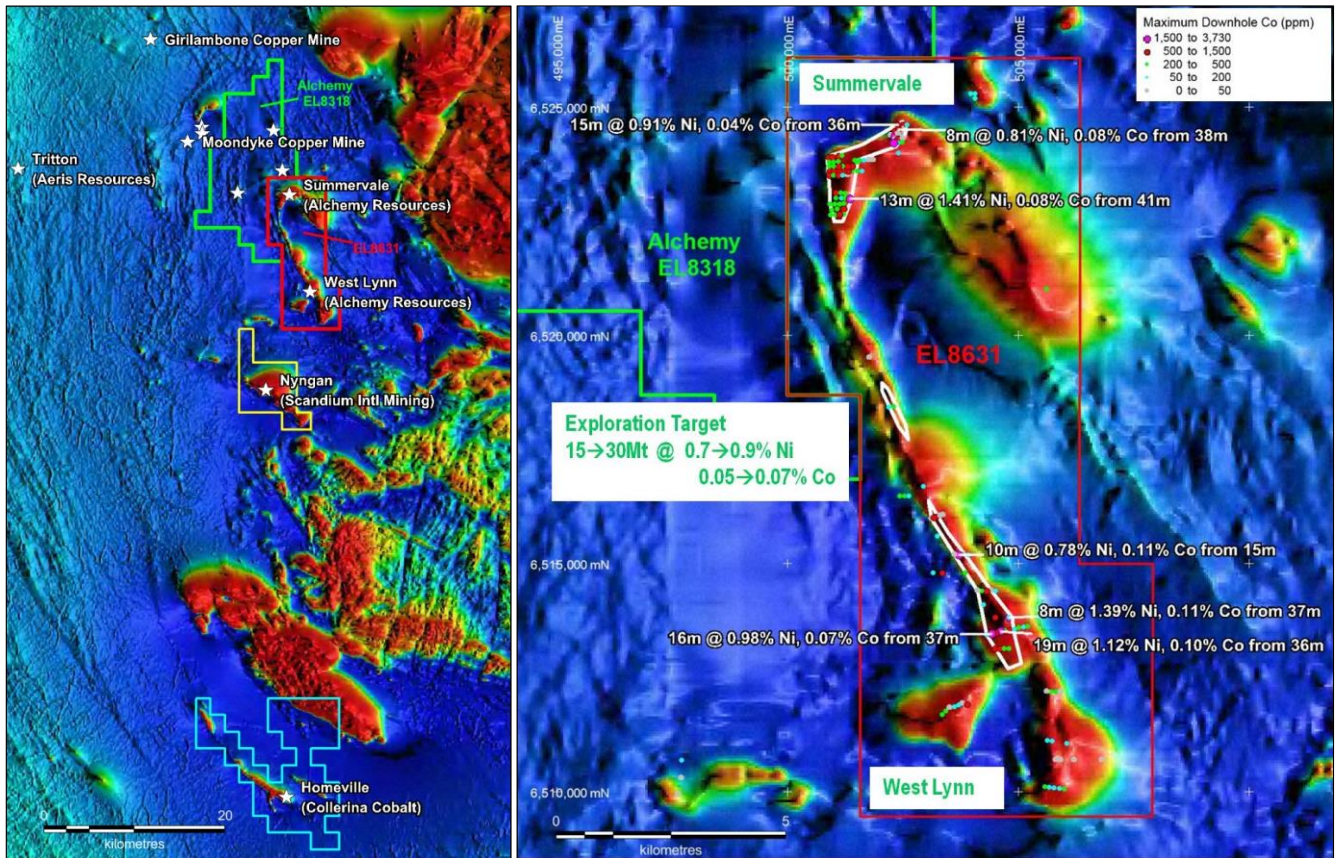 Girilambone Copper Mine
Alchemy
EL8318
Moondyke Copper Mine
Tritton
(Aeris Resources)
Summervale
(Alchemy Resources)
EL8631
West Lynn
(Alchemy Resources)
Nyngan
(Scandium Intl Mining)
Homeville
(Collerina Cobalt)
0 20
kilometres
495,000 mE
500,000 mE
505,000 mE
Maximum Downhole Co (ppm)
1,500 to 3,730
500 to 1,500
200 to 500
50 to 200
0 to 50
Summervale
6,525,000 mN
15m @ 0.91% Ni, 0.04% Co from 36m
8m @ 0.81% Ni, 0.08% Co from 38m
13m @ 1.41% Ni, 0.08% Co from 41m
Alchemy
EL8318
6,520,000 mN
EL8631
Exploration Target
15→30Mt @ 0.7→0.9% Ni
0.05→0.07% Co
10m @ 0.78% Ni, 0.11% Co from 15m
6,515,000 mN
8m @ 1.39% Ni, 0.11% Co from 37m
16m @ 0.98% Ni, 0.07% Co from 37m
19m @ 1.12% Ni, 0.10% Co from 36m
West Lynn
6,510,000 mN
0 5
kilometres